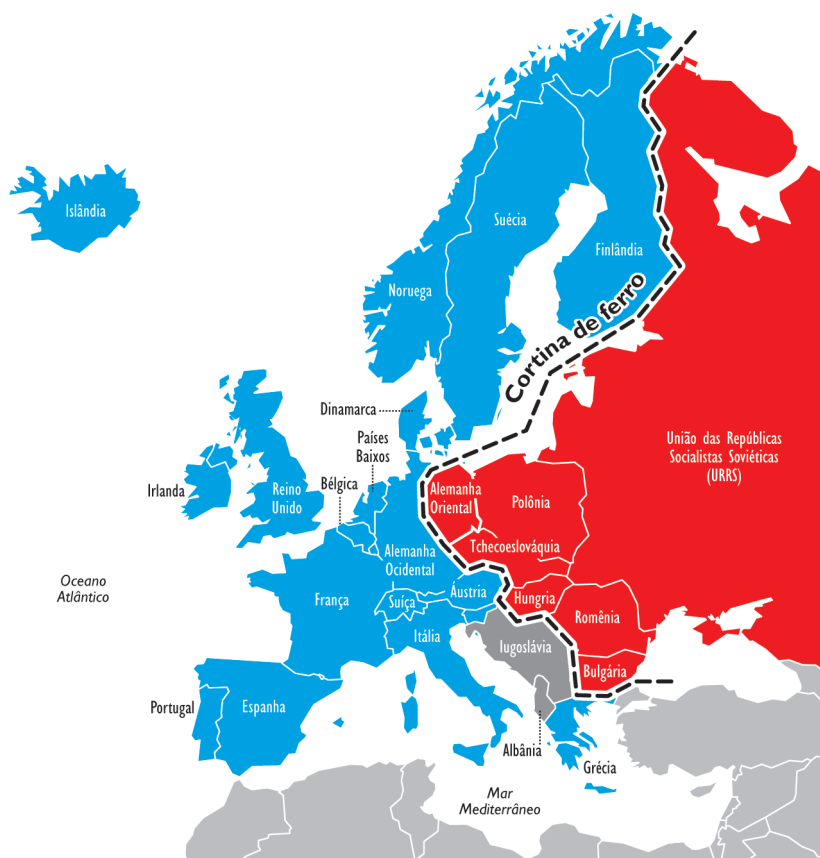 Islândia
Suécia
Finlândia
Noruega
Cortina de ferro
Dinamarca
Países
Baixos
União das Repúblicas
Socialistas Soviéticas
(URRS)
Irlanda
Reino
Unido
Bélgica
Alemanha
Oriental
Polônia
Tchecoeslováquia
Alemanha
Ocidental
Oceano
Atlântico
França
Suíça
Áustria
Hungria
Romênia
Itália
Iugoslávia
Bulgária
Portugal
Espanha
Albânia
Grécia
Mar
Mediterrâneo